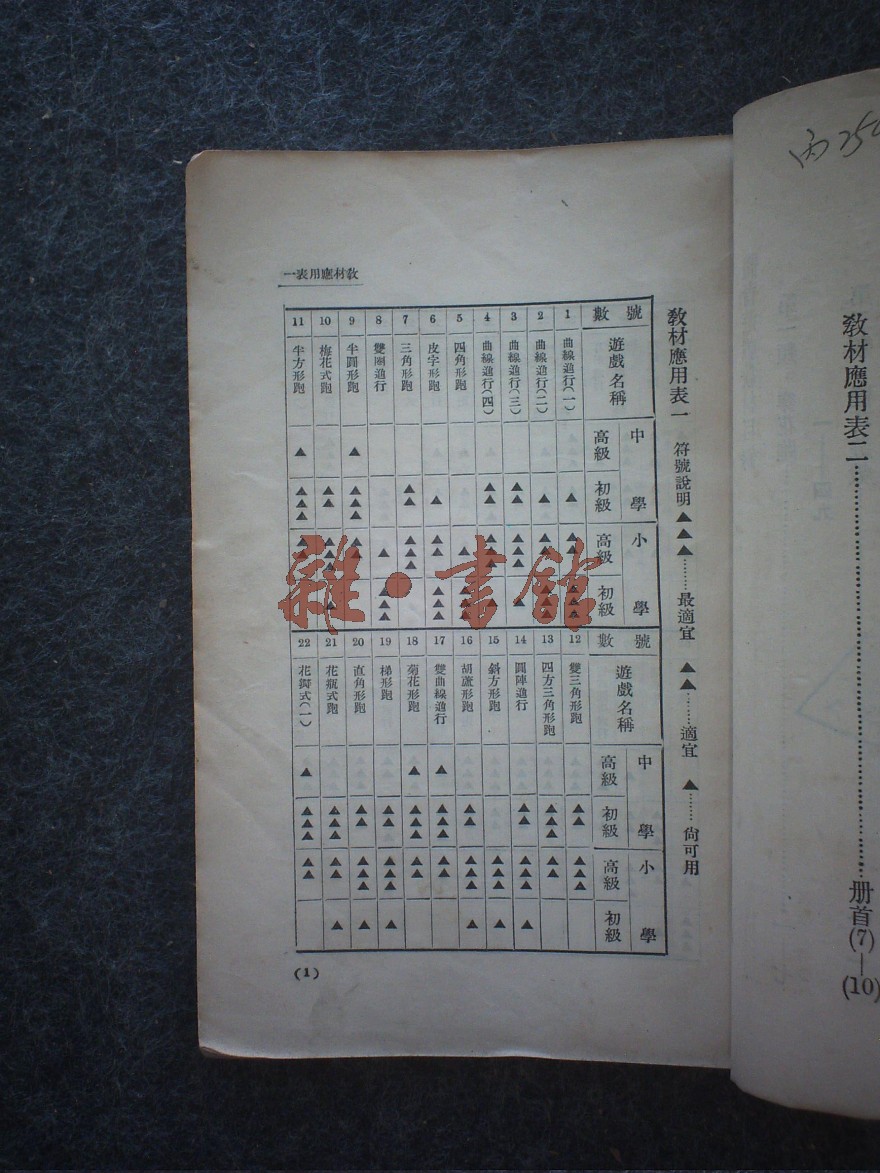 丙 25
教材應用表二……册首(7)—(10)
教材應用表一
教材應用表一 符號說明▲▲▲……最適宜 ▲▲……適宜 ▲……尙可用
號數 遊戲名稱 中學 高級 初級 小學 高級 初級
1 曲線進行(一)
2 曲線進行(二)
3 曲線進行(三)
4 曲線進行(四)
5 四角形跑
6 皮字形跑
7 三角形跑
8 雙圈進行
9 半圓形跑
10 梅花式跑
11 半方形跑
號數 遊戲名稱 中學 高級 初級 小學 高級 初級
12 雙三角形跑
13 四方三角形跑
14 圓陣進行
15 斜方形跑
16 胡蘆形跑
17 雙曲線進行
18 菊花形跑
19 梯形跑
20 直角形跑
21 花瓶式跑
22 花瓣式(一)
(1)
雜·書館